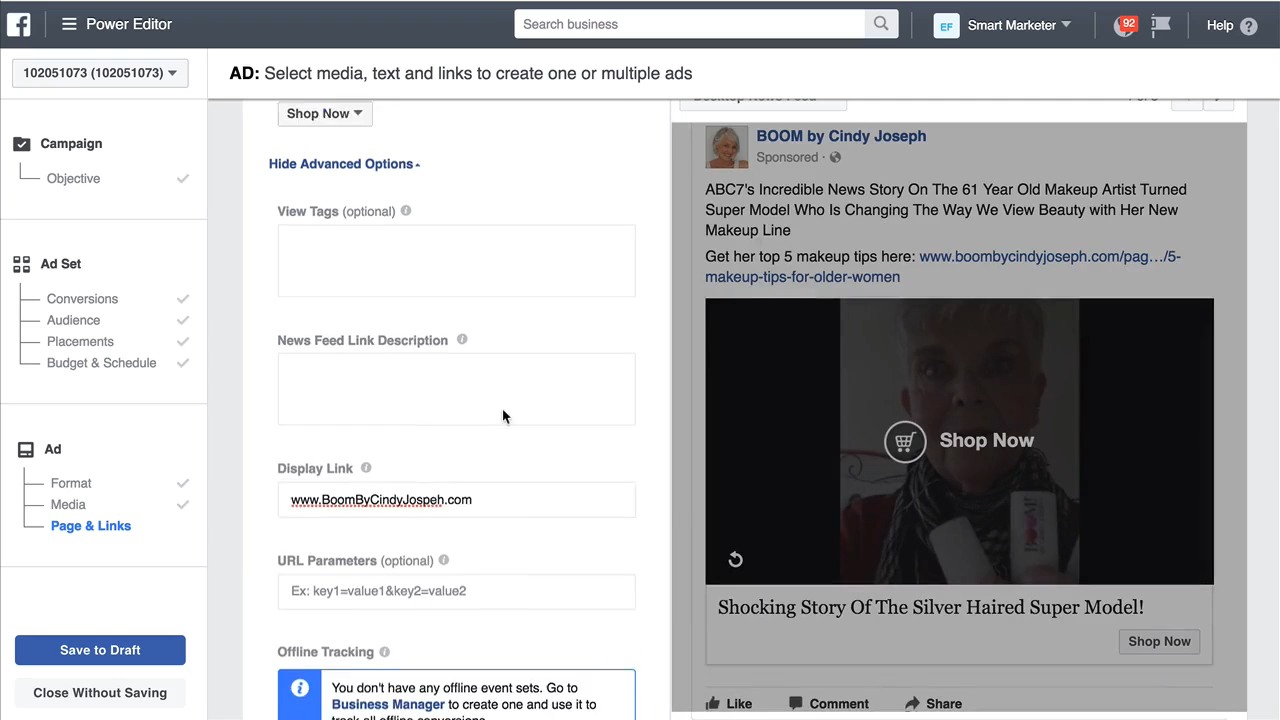 Power Editor
Search business
EF
Smart Marketer
92
Help
102051073 (102051073)
AD: Select media, text and links to create one or multiple ads
Campaign
Objective
Ad Set
Conversions
Audience
Placements
Budget & Schedule
Ad
Format
Media
Page & Links
Save to Draft
Close Without Saving
Shop Now
Hide Advanced Options
View Tags (optional)
News Feed Link Description
Display Link
www.BoomByCindyJospeh.com
URL Parameters (optional)
Ex: key1=value1&key2=value2
Offline Tracking
You don't have any offline event sets. Go to
Business Manager to create one and use it to
track all offline conversions.
Desktop News Feed
BOOM by Cindy Joseph
Sponsored ·
ABC7's Incredible News Story On The 61 Year Old Makeup Artist Turned
Super Model Who Is Changing The Way We View Beauty with Her New
Makeup Line
Get her top 5 makeup tips here: www.boombycindyjoseph.com/pag…/5-
makeup-tips-for-older-women
Shop Now
Shocking Story Of The Silver Haired Super Model!
Shop Now
Like
Comment
Share